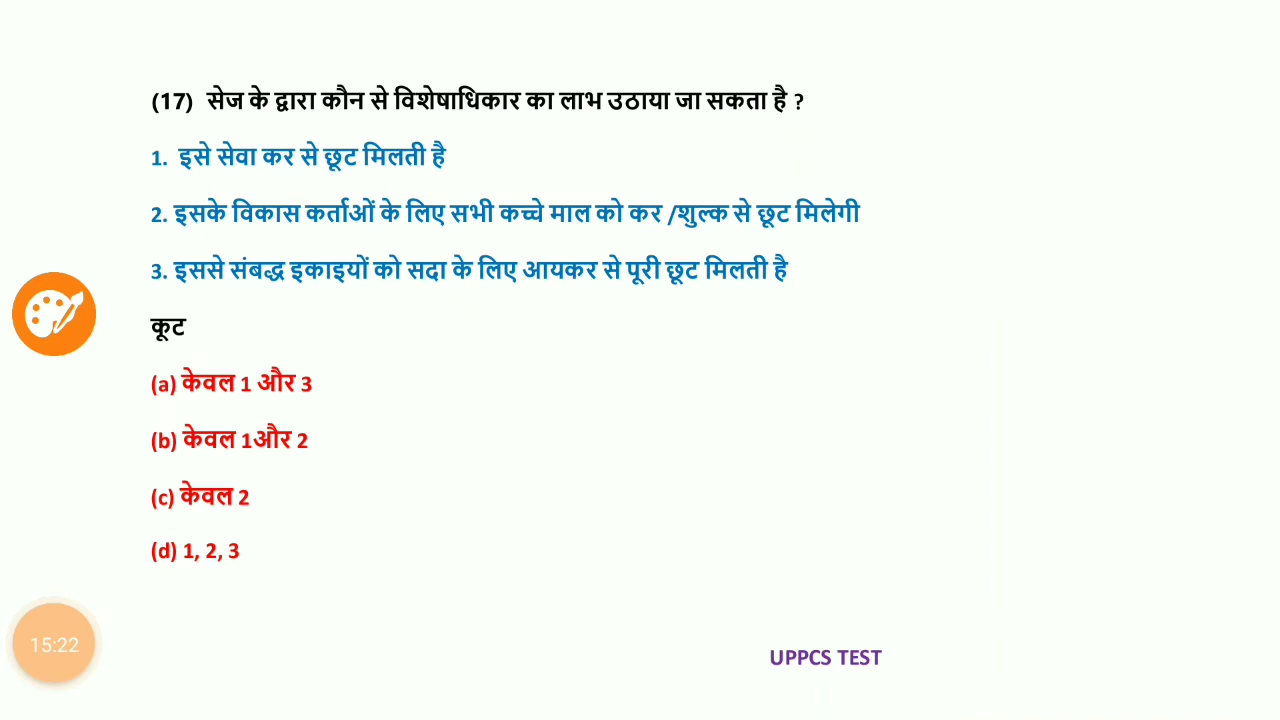 (17) सेज के द्वारा कौन से विशेषाधिकार का लाभ उठाया जा सकता है ?
1. इसे सेवा कर से छूट मिलती है
2. इसके विकास कर्ताओं के लिए सभी कच्चे माल को कर /शुल्क से छूट मिलेगी
3. इससे संबद्ध इकाइयों को सदा के लिए आयकर से पूरी छूट मिलती है
कूट
(a) केवल 1 और 3
(b) केवल 1और 2
(c) केवल 2
(d) 1, 2, 3
15:22
UPPCS TEST